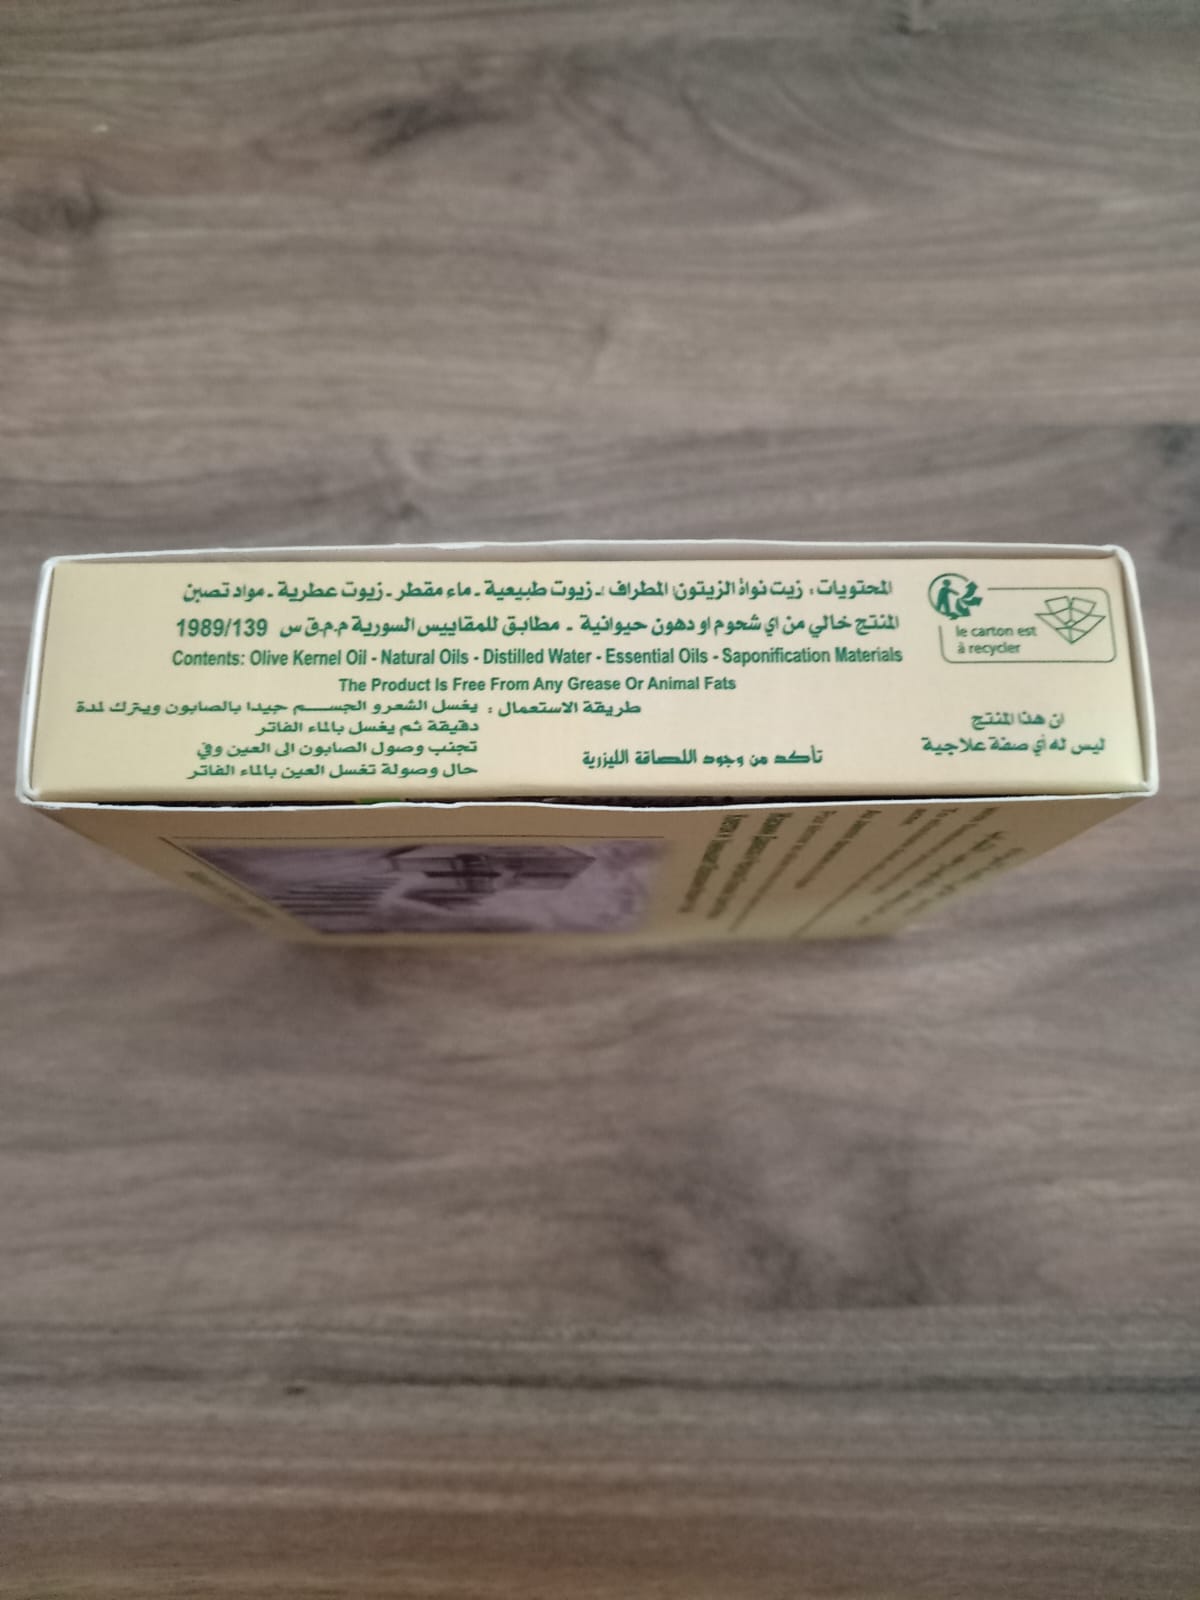 المحتويات: زيت نواة الزيتون (المطراف) ـ زيوت طبيعية ـ ماء مقطر ـ زيوت عطرية ـ مواد تصبن
المنتج خالي من اي شحوم او دهون حيوانية ـ مطابق للمقاييس السورية م.م.ق س 1989/139
Contents: Olive Kernel Oil - Natural Oils - Distilled Water - Essential Oils - Saponification Materials
The Product Is Free From Any Grease Or Animal Fats
le carton est
à recycler
طريقة الاستعمال : يغسل الشعر و الجسم جيدا بالصابون ويترك لمدة
دقيقة ثم يغسل بالماء الفاتر
تجنب وصول الصابون الى العين وفي
حال وصولة تغسل العين بالماء الفاتر
تأكد من وجود اللصاقة الليزرية
ان هذا المنتج
ليس له أي صفة علاجية